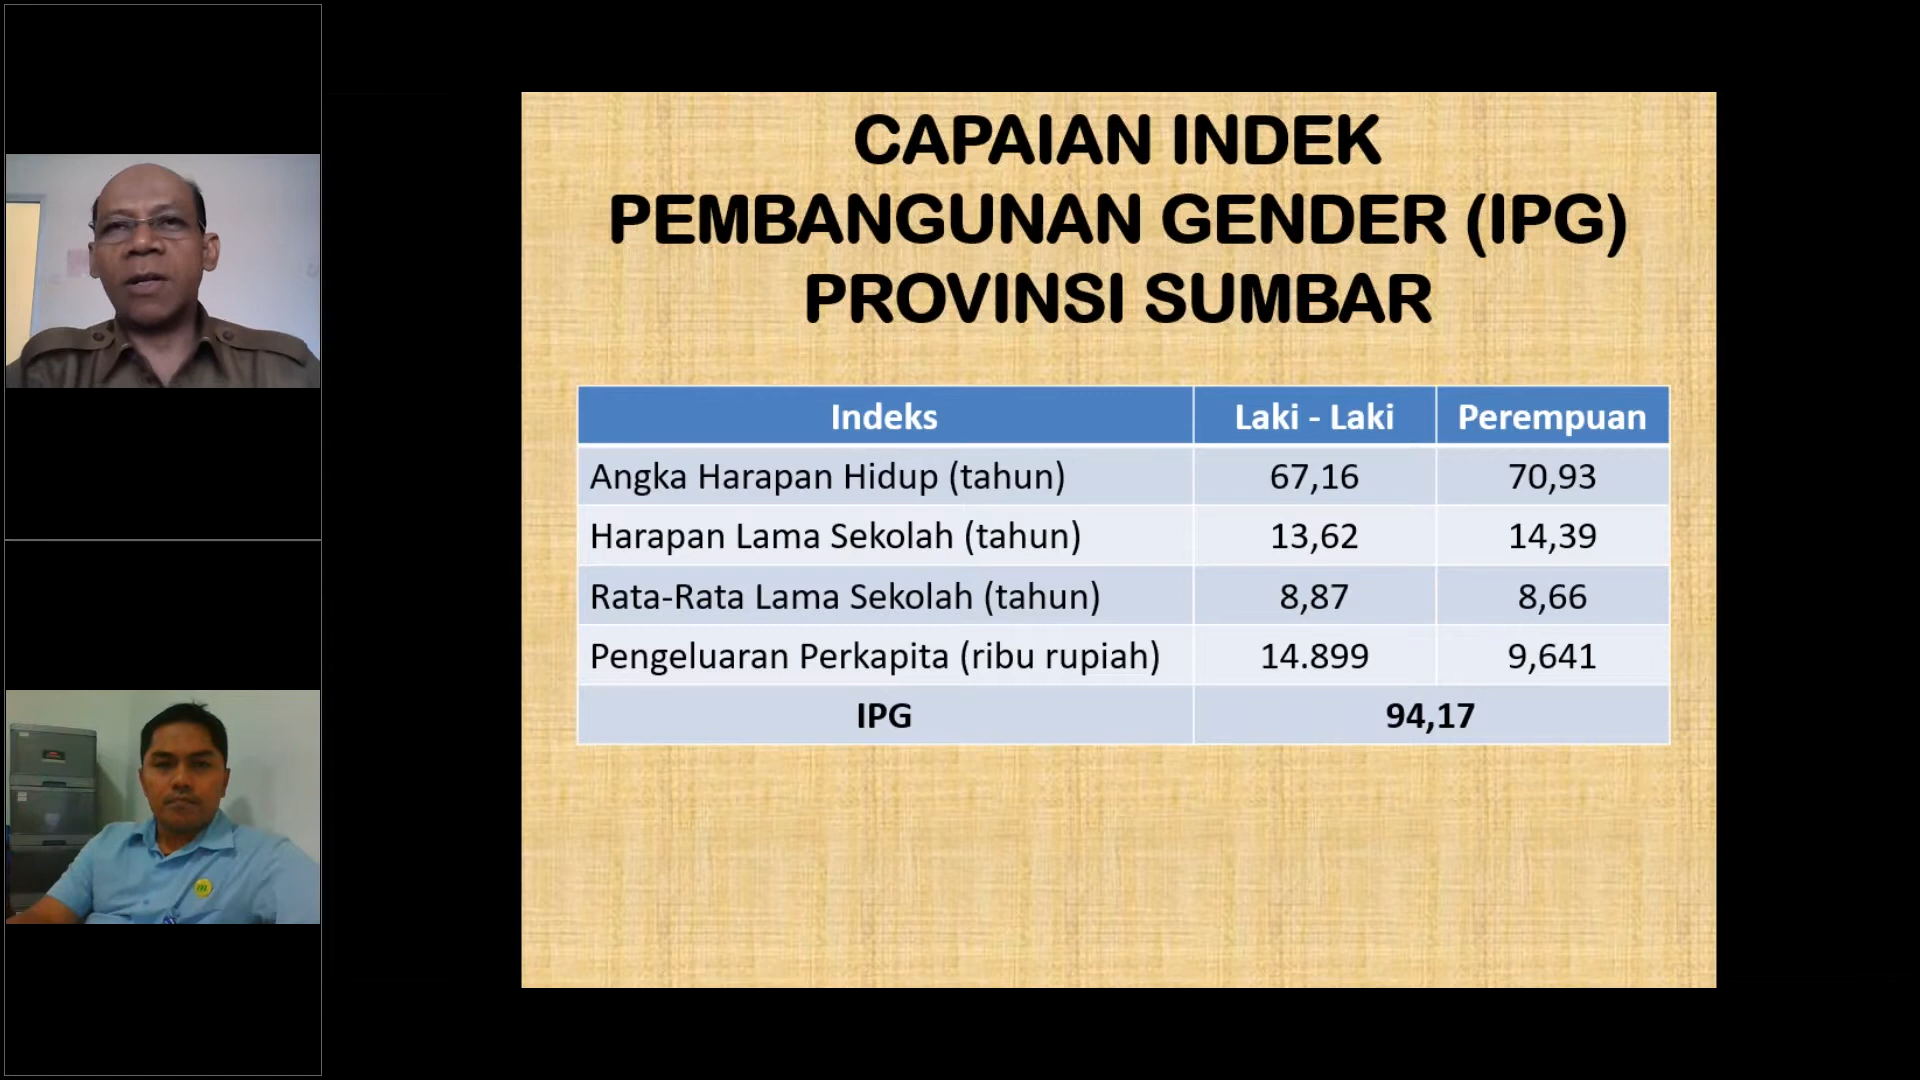 CAPAIAN INDEK
PEMBANGUNAN GENDER (IPG)
PROVINSI SUMBAR
Indeks Laki - Laki Perempuan
Angka Harapan Hidup (tahun) 67,16 70,93
Harapan Lama Sekolah (tahun) 13,62 14,39
Rata-Rata Lama Sekolah (tahun) 8,87 8,66
Pengeluaran Perkapita (ribu rupiah) 14.899 9,641
IPG 94,17